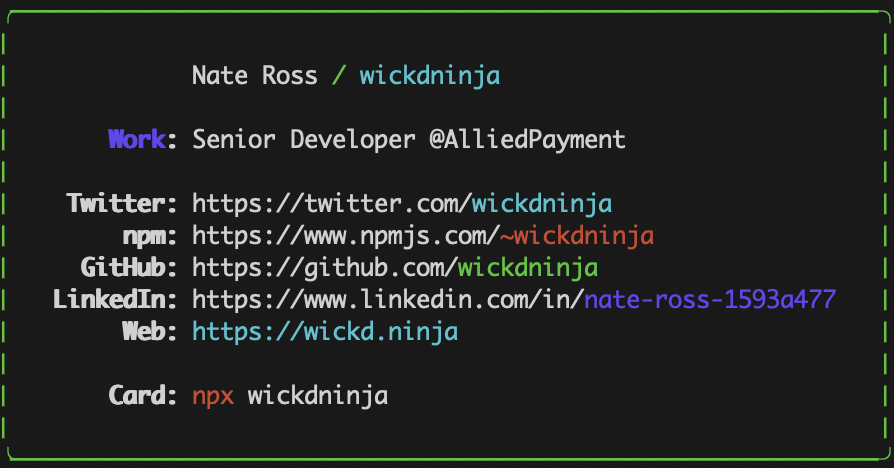 Nate Ross / wickdninja
Work: Senior Developer @AlliedPayment
Twitter: https://twitter.com/wickdninja
npm: https://www.npmjs.com/~wickdninja
GitHub: https://github.com/wickdninja
LinkedIn: https://www.linkedin.com/in/nate-ross-1593a477
Web: https://wickd.ninja
Card: npx wickdninja